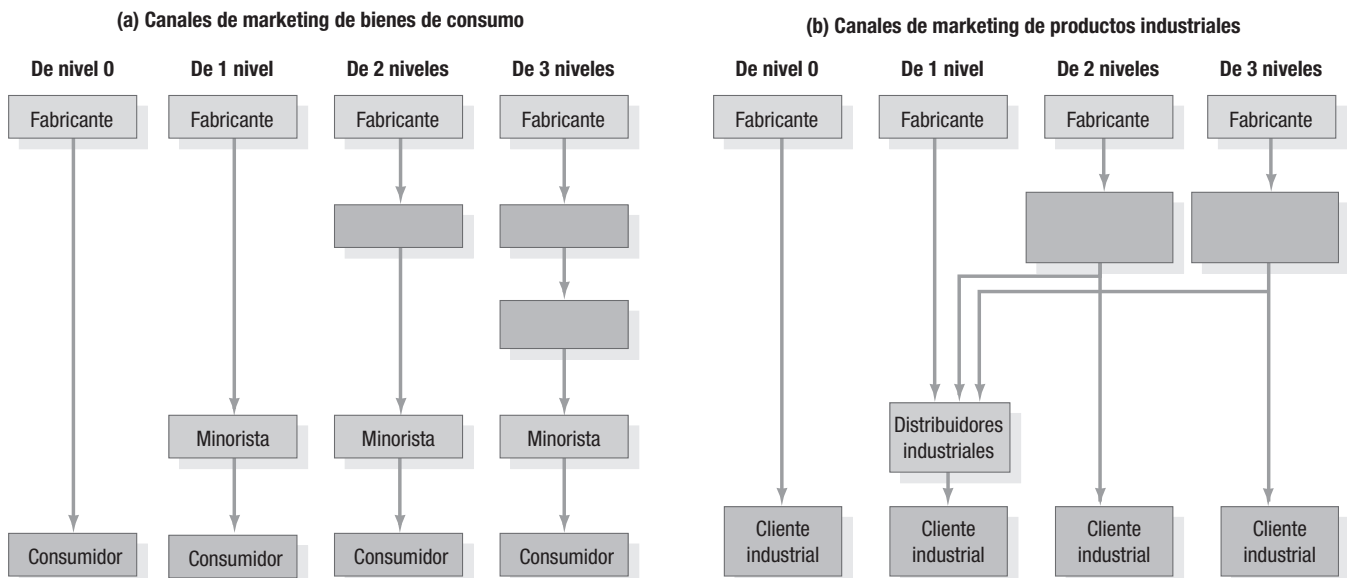 (a) Canales de marketing de bienes de consumo
De nivel 0
De 1 nivel
De 2 niveles
De 3 niveles
Fabricante
Fabricante
Fabricante
Fabricante
Minorista
Minorista
Minorista
Consumidor
Consumidor
Consumidor
Consumidor
(b) Canales de marketing de productos industriales
De nivel 0
De 1 nivel
De 2 niveles
De 3 niveles
Fabricante
Fabricante
Fabricante
Fabricante
Distribuidores
industriales
Cliente
industrial
Cliente
industrial
Cliente
industrial
Cliente
industrial